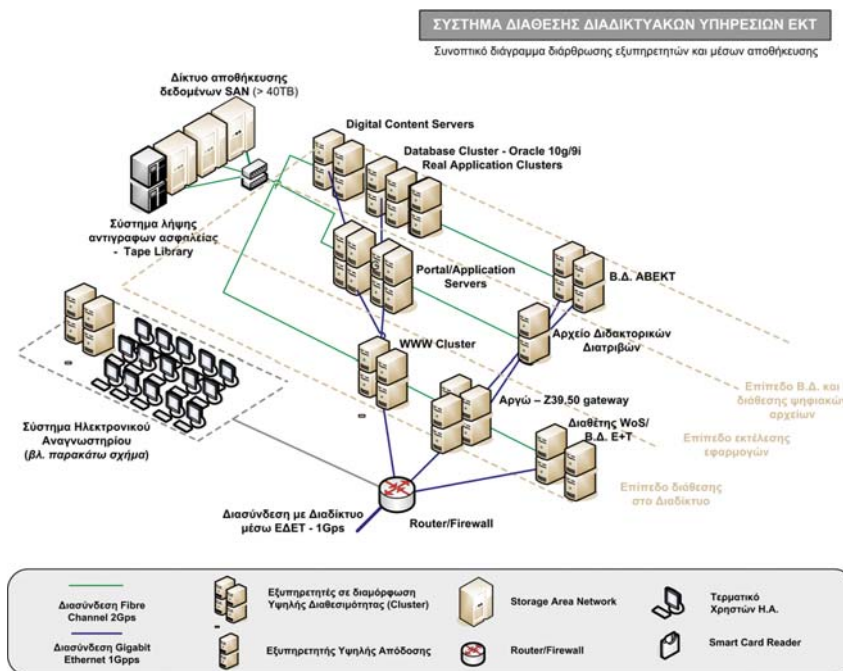 ΣΥΣΤΗΜΑ ΔΙΑΘΕΣΗΣ ΔΙΑΔΙΚΤΥΑΚΩΝ ΥΠΗΡΕΣΙΩΝ ΕΚΤ
Συνοπτικό διάγραμμα διάρθρωσης εξυπηρετητών και μέσων αποθήκευσης
Δίκτυο αποθήκευσης
δεδομένων SAN (> 40TB)
Digital Content Servers
Database Cluster - Oracle 10g/9i
Real Application Clusters
Σύστημα λήψης
αντιγραφων ασφαλείας
- Tape Library
Portal/Application
Servers
Β.Δ. ΑΒΕΚΤ
WWW Cluster
Αρχείο Διδακτορικών
Διατριβών
Επίπεδο Β.Δ. και
διάθεσης ψηφιακών
αρχείων
Αργώ – Z39.50 gateway
Σύστημα Ηλεκτρονικού
Αναγνωστηρίου
(βλ. παρακάτω σχήμα)
Διαθέτης WoS/
Β.Δ. Ε+Τ
Επίπεδο εκτέλεσης
εφαρμογών
Επίπεδο διάθεσης
στο Διαδίκτυο
Διασύνδεση με Διαδίκτυο
μέσω ΕΔΕΤ - 1Gps
Router/Firewall
Διασύνδεση Fibre
Channel 2Gps
Εξυπηρετητές σε διαμόρφωση
Υψηλής Διαθεσιμότητας (Cluster)
Storage Area Network
Τερματικό
Χρηστών Η.Α.
Διασύνδεση Gigabit
Ethernet 1Gpps
Εξυπηρετητής Υψηλής Απόδοσης
Router/Firewall
Smart Card Reader